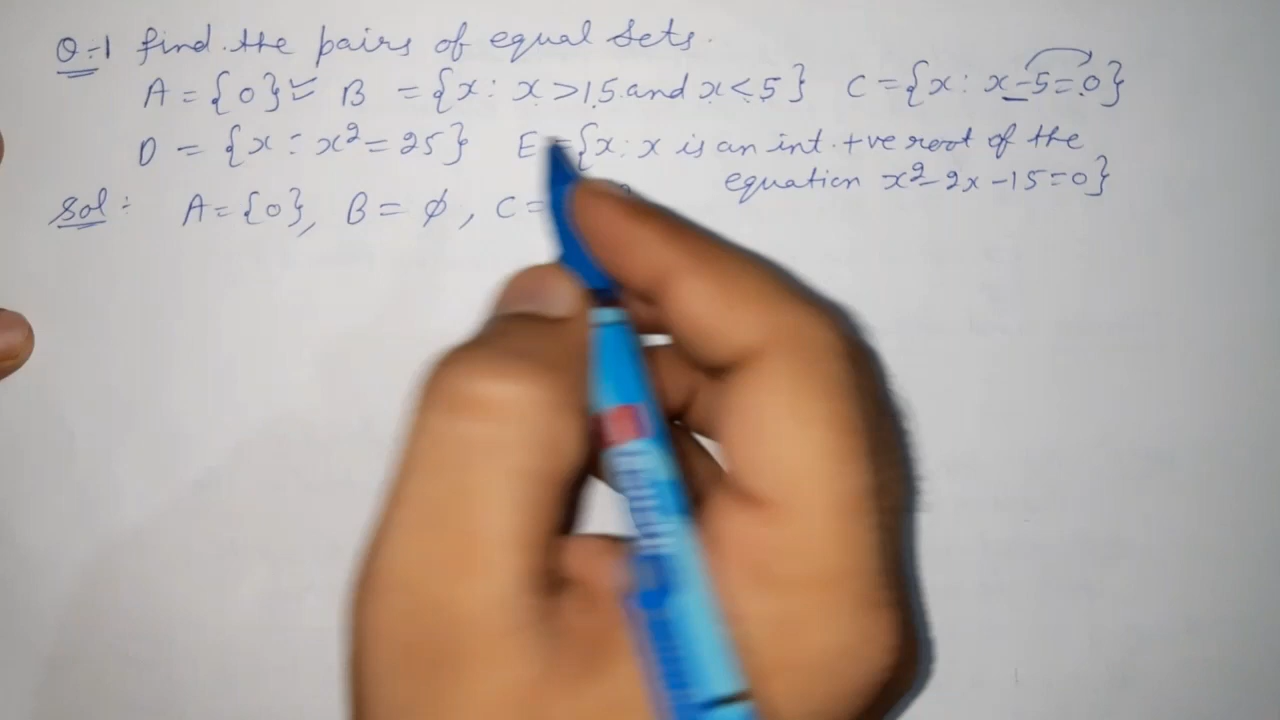 Q-1 find the pairs of equal sets.
A = {0} B = {x: x > 15 and x < 5} C = {x: x - 5 = 0}
D = {x : x² = 25} E = {x: x is an int. +ve root of the
equation x² - 2x - 15 = 0}
Sol: A = {0}, B = ϕ, C =